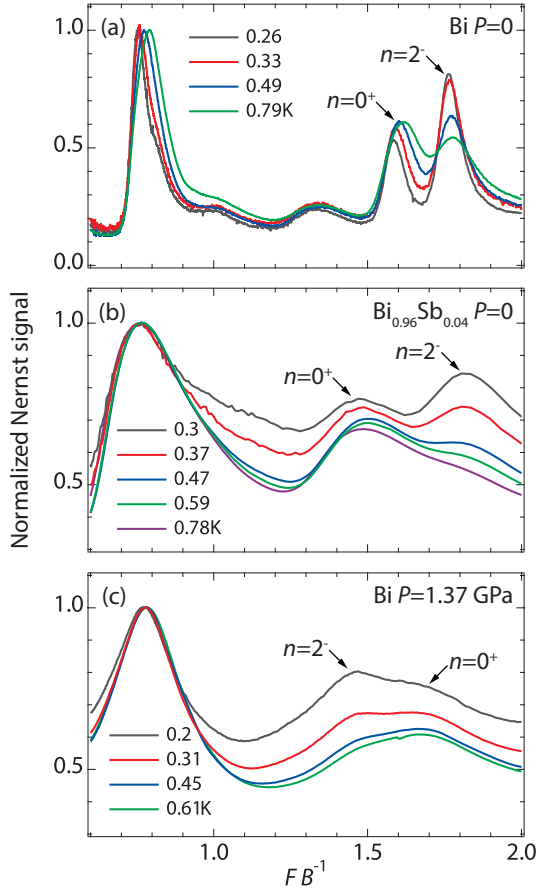 Normalized Nernst signal
(a)
Bi P=0
0.26
0.33
0.49
0.79K
n=0⁺
n=2⁻
1.0
0.5
0.0
(b)
Bi₀.₉₆Sb₀.₀₄ P=0
n=0⁺
n=2⁻
0.3
0.37
0.47
0.59
0.78K
1.0
0.5
(c)
Bi P=1.37 GPa
n=2⁻
n=0⁺
0.2
0.31
0.45
0.61K
1.0
0.5
1.0 1.5 2.0
F B⁻¹